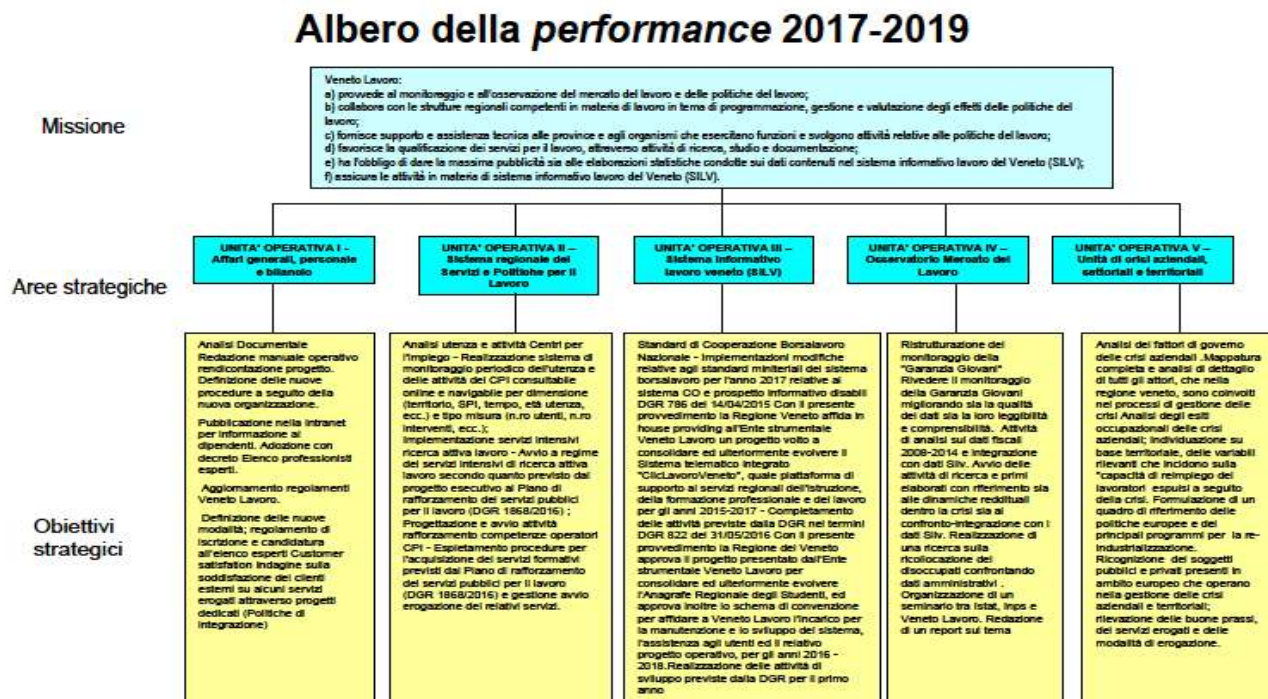 Albero della performance 2017-2019
Missione
Veneto Lavoro:
a) provvede al monitoraggio e all'osservazione del mercato del lavoro e delle politiche del lavoro;
b) collabora con le strutture regionali competenti in materia di lavoro in tema di programmazione, gestione e valutazione degli effetti delle politiche del
lavoro;
c) fornisce supporto e assistenza tecnica alle province e agli organismi che esercitano funzioni e svolgono attività relative alle politiche del lavoro;
d) favorisce la qualificazione dei servizi per il lavoro, attraverso attività di ricerca, studio e documentazione;
e) ha l'obbligo di dare la massima pubblicità sia alle elaborazioni statistiche condotte sui dati contenuti nel sistema informativo lavoro del Veneto (SILV);
f) assicura le attività in materia di sistema informativo lavoro del Veneto (SILV).
Aree strategiche
UNITA' OPERATIVA I -
Affari generali, personale
e bilancio
UNITA' OPERATIVA II –
Sistema regionale dei
Servizi e Politiche per il
Lavoro
UNITA' OPERATIVA III –
Sistema Informativo
lavoro veneto (SILV)
UNITA' OPERATIVA IV –
Osservatorio Mercato del
Lavoro
UNITA' OPERATIVA V –
Unità di crisi aziendali,
settoriali e territoriali
Obiettivi
strategici
Analisi Documentale
Redazione manuale operativo
rendicontazione progetto.
Definizione delle nuove
procedure a seguito della
nuova organizzazione.
Pubblicazione nella intranet
per informazione ai
dipendenti. Adozione con
decreto Elenco professionisti
esperti.
Aggiornamento regolamenti
Veneto Lavoro.
Definizione delle nuove
modalità; regolamento di
iscrizione e candidatura
all'elenco esperti Customer
satisfation Indagine sulla
soddisfazione dei clienti
esterni su alcuni servizi
erogati attraverso progetti
dedicati (Politiche di
integrazione)
Analisi utenza e attività Centri per
l'Impiego - Realizzazione sistema di
monitoraggio periodico dell'utenza e
delle attività dei CPI consultabile
online e navigabile per dimensione
(territorio, SPI, tempo, età utenza,
ecc.) e tipo misura (n.ro utenti, n.ro
interventi, ecc.);
Implementazione servizi intensivi
ricerca attiva lavoro - Avvio a regime
dei servizi intensivi di ricerca attiva
lavoro secondo quanto previsto dal
progetto esecutivo al Piano di
rafforzamento dei servizi pubblici
per il lavoro (DGR 1868/2016) ;
Progettazione e avvio attività
rafforzamento competenze operatori
CPI - Espletamento procedure per
l'acquisizione dei servizi formativi
previsti dal Piano di rafforzamento
dei servizi pubblici per il lavoro
(DGR 1868/2016) e gestione avvio
erogazione dei relativi servizi.
Standard di Cooperazione Borsalavoro
Nazionale - Implementazioni modifiche
relative agli standard ministeriali del sistema
borsalavoro per l'anno 2017 relative al
sistema CO e prospetto informativo disabili
DGR 786 del 14/04/2015 Con il presente
provvedimento la Regione Veneto affida in
house providing all'Ente strumentale
Veneto Lavoro un progetto volto a
consolidare ed ulteriormente evolvere il
Sistema telematico integrato
"ClicLavoroVeneto", quale piattaforma di
supporto ai servizi regionali dell'istruzione,
della formazione professionale e del lavoro
per gli anni 2015-2017 - Completamento
delle attività previste dalla DGR nei termini
DGR 822 del 31/05/2016 Con il presente
provvedimento la Regione del Veneto
approva il progetto presentato dall'Ente
strumentale Veneto Lavoro per
consolidare ed ulteriormente evolvere
l'Anagrafe Regionale degli Studenti, ed
approva inoltre lo schema di convenzione
per affidare a Veneto Lavoro l'incarico per
la manutenzione e lo sviluppo del sistema,
l'assistenza agli utenti ed il relativo
progetto operativo, per gli anni 2016 -
2018.Realizzazione delle attività di
sviluppo previste dalla DGR per il primo
anno
Ristrutturazione del
monitoraggio della
"Garanzia Giovani"
Rivedere il monitoraggio
della Garanzia Giovani
migliorando sia la qualità
dei dati sia la loro leggibilità
e comprensibilità. Attività
di analisi sui dati fiscali
2008-2014 e integrazione
con dati Silv. Avvio delle
attività di ricerca e primi
elaborati con riferimento sia
alle dinamiche reddituali
dentro la crisi sia al
confronto-integrazione con i
dati Silv. Realizzazione di
una ricerca sulla
ricollocazione dei
disoccupati confrontando
dati amministrativi .
Organizzazione di un
seminario tra Istat, Inps e
Veneto Lavoro. Redazione
di un report sul tema
Analisi dei fattori di governo
delle crisi aziendali .Mappatura
completa e analisi di dettaglio
di tutti gli attori, che nella
regione veneto, sono coinvolti
nei processi di gestione delle
crisi Analisi degli esiti
occupazionali delle crisi
aziendali; individuazione su
base territoriale, delle variabili
rilevanti che incidono sulla
"capacità di reimpiego dei
lavoratori espulsi a seguito
della crisi. Formulazione di un
quadro di riferimento delle
politiche europee e dei
principali programmi per la re-
industrializzazione.
Ricognizione dei soggetti
pubblici e privati presenti in
ambito europeo che operano
nella gestione delle crisi
aziendali e territoriali;
rilevazione delle buone prassi,
dei servizi erogati e delle
modalità di erogazione.